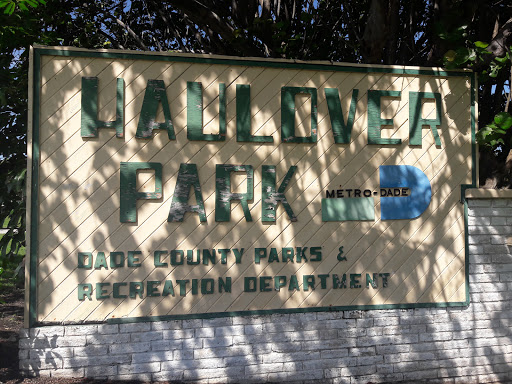 HAULOVER
PARK
METRO-DADE
DADE COUNTY PARKS &
RECREATION DEPARTMENT